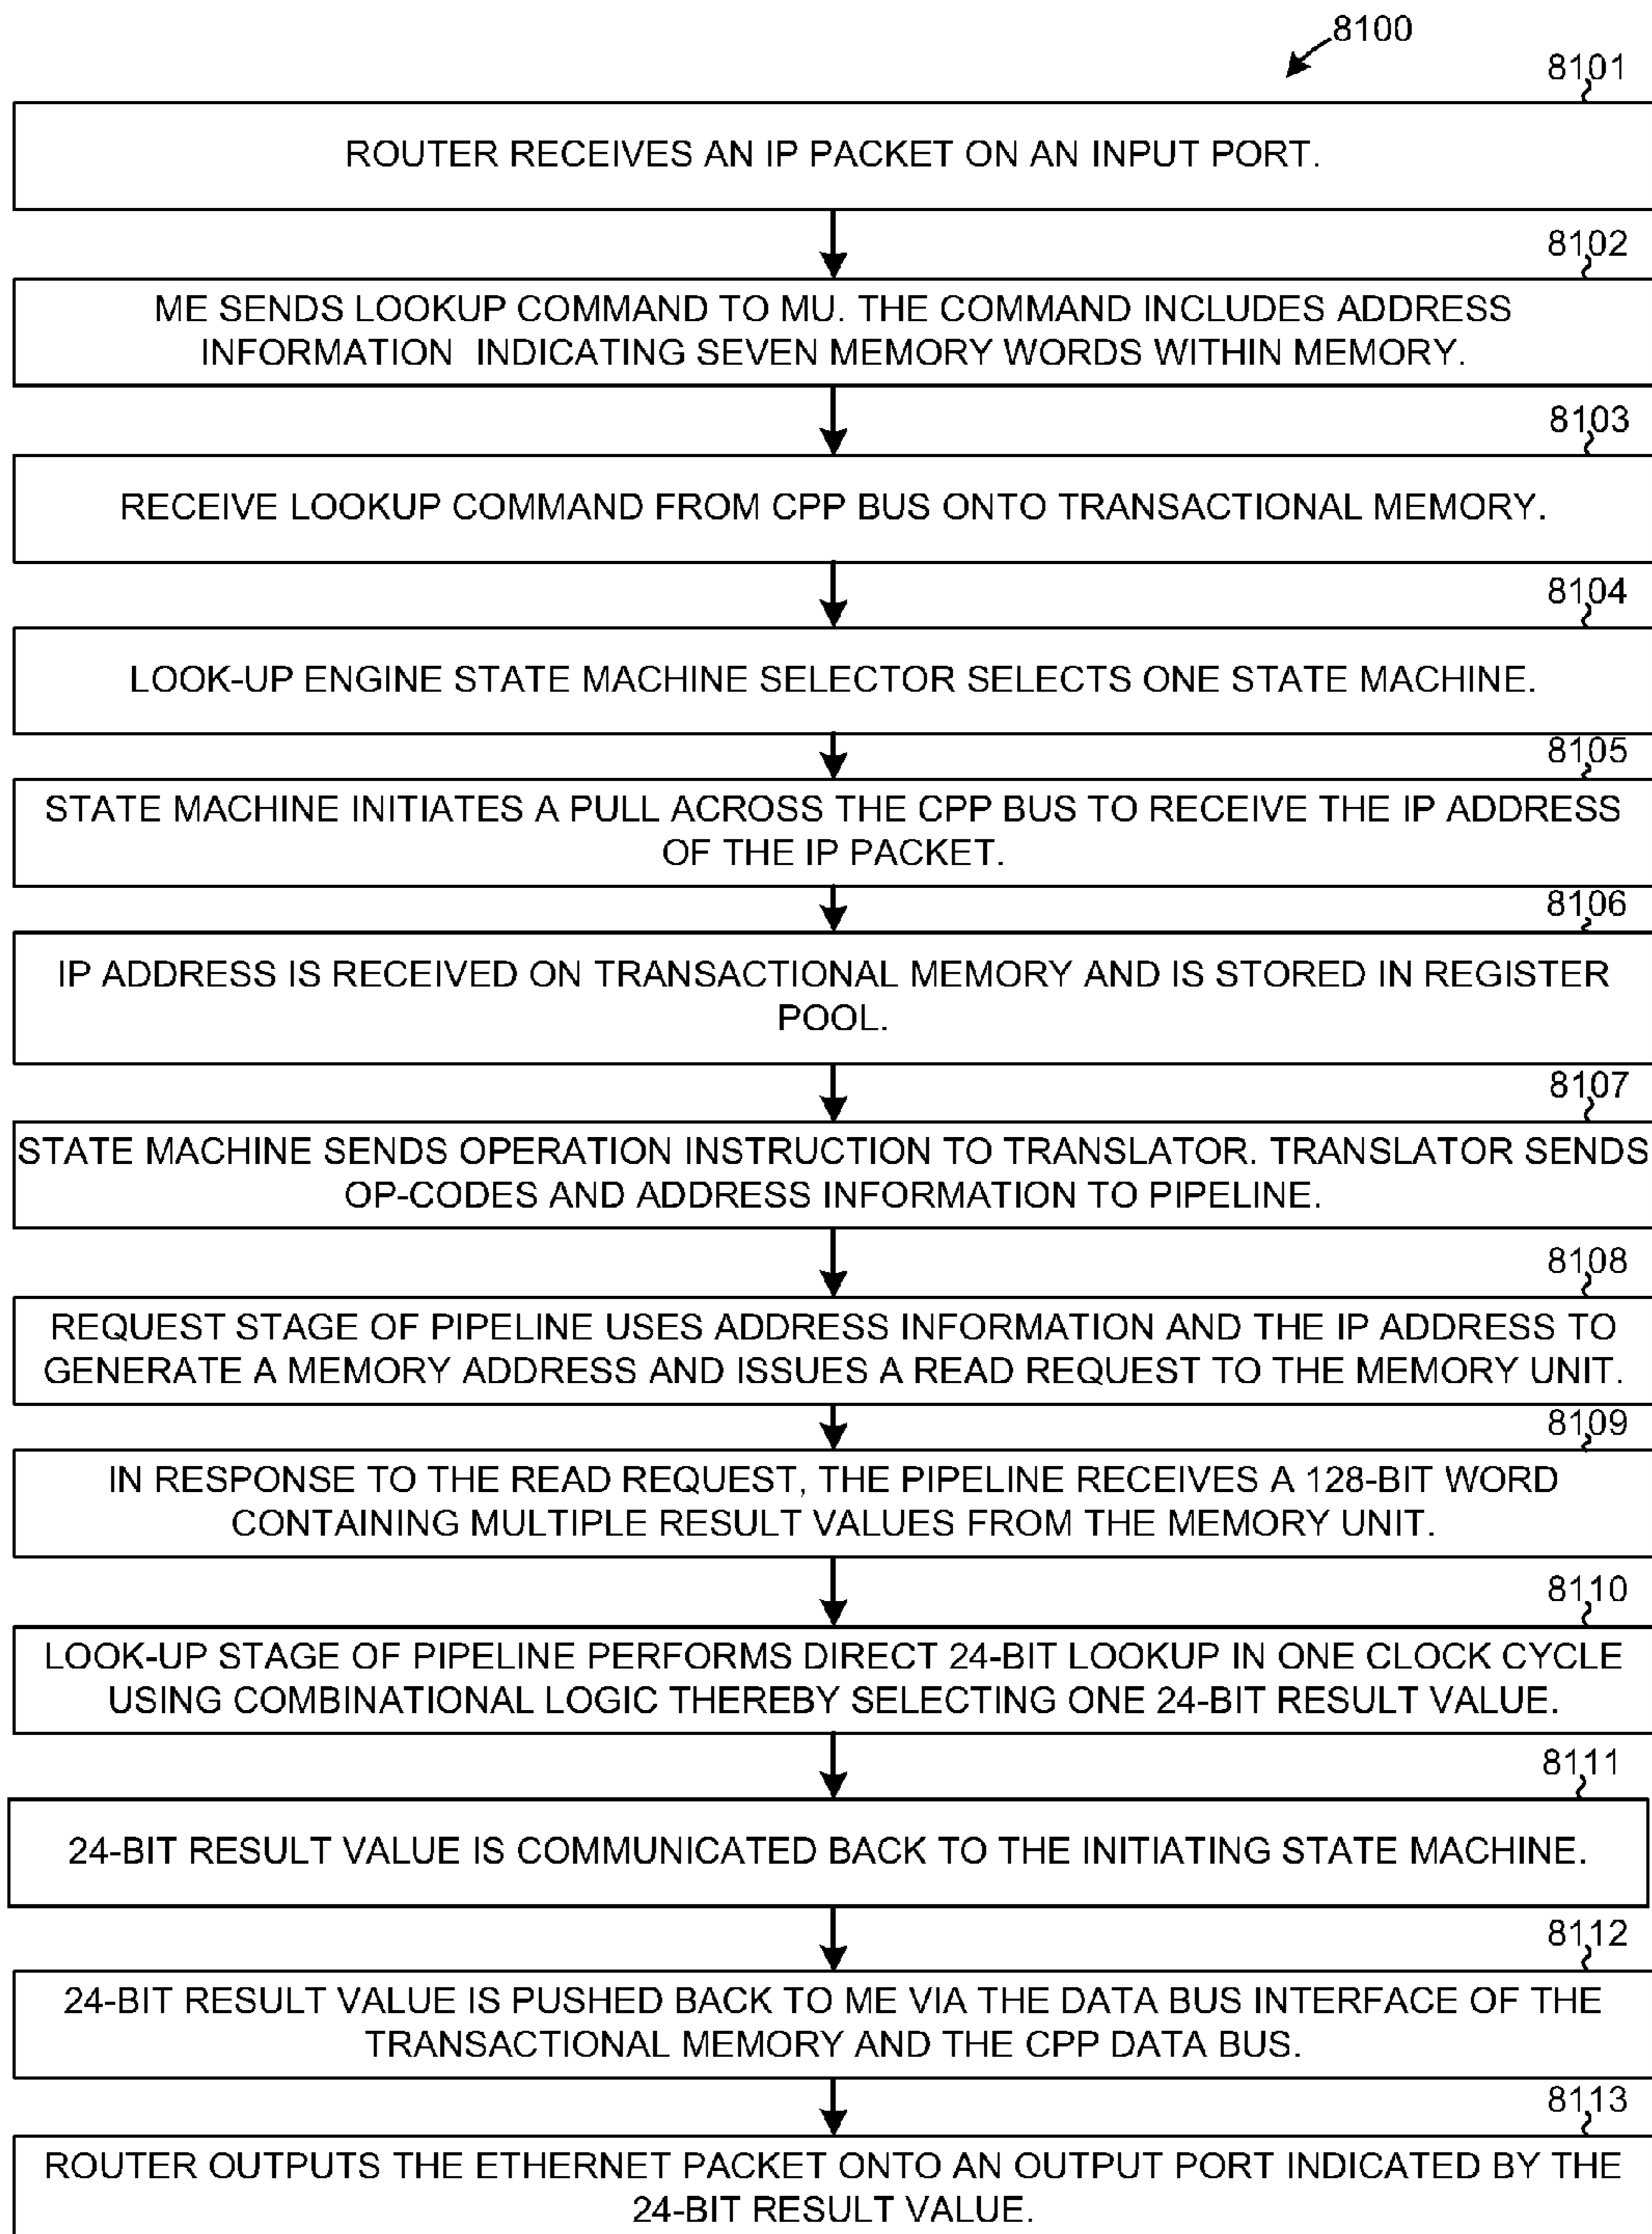 8100
8101
ROUTER RECEIVES AN IP PACKET ON AN INPUT PORT.
8102
ME SENDS LOOKUP COMMAND TO MU. THE COMMAND INCLUDES ADDRESS
INFORMATION INDICATING SEVEN MEMORY WORDS WITHIN MEMORY.
8103
RECEIVE LOOKUP COMMAND FROM CPP BUS ONTO TRANSACTIONAL MEMORY.
8104
LOOK-UP ENGINE STATE MACHINE SELECTOR SELECTS ONE STATE MACHINE.
8105
STATE MACHINE INITIATES A PULL ACROSS THE CPP BUS TO RECEIVE THE IP ADDRESS
OF THE IP PACKET.
8106
IP ADDRESS IS RECEIVED ON TRANSACTIONAL MEMORY AND IS STORED IN REGISTER
POOL.
8107
STATE MACHINE SENDS OPERATION INSTRUCTION TO TRANSLATOR. TRANSLATOR SENDS
OP-CODES AND ADDRESS INFORMATION TO PIPELINE.
8108
REQUEST STAGE OF PIPELINE USES ADDRESS INFORMATION AND THE IP ADDRESS TO
GENERATE A MEMORY ADDRESS AND ISSUES A READ REQUEST TO THE MEMORY UNIT.
8109
IN RESPONSE TO THE READ REQUEST, THE PIPELINE RECEIVES A 128-BIT WORD
CONTAINING MULTIPLE RESULT VALUES FROM THE MEMORY UNIT.
8110
LOOK-UP STAGE OF PIPELINE PERFORMS DIRECT 24-BIT LOOKUP IN ONE CLOCK CYCLE
USING COMBINATIONAL LOGIC THEREBY SELECTING ONE 24-BIT RESULT VALUE.
8111
24-BIT RESULT VALUE IS COMMUNICATED BACK TO THE INITIATING STATE MACHINE.
8112
24-BIT RESULT VALUE IS PUSHED BACK TO ME VIA THE DATA BUS INTERFACE OF THE
TRANSACTIONAL MEMORY AND THE CPP DATA BUS.
8113
ROUTER OUTPUTS THE ETHERNET PACKET ONTO AN OUTPUT PORT INDICATED BY THE
24-BIT RESULT VALUE.